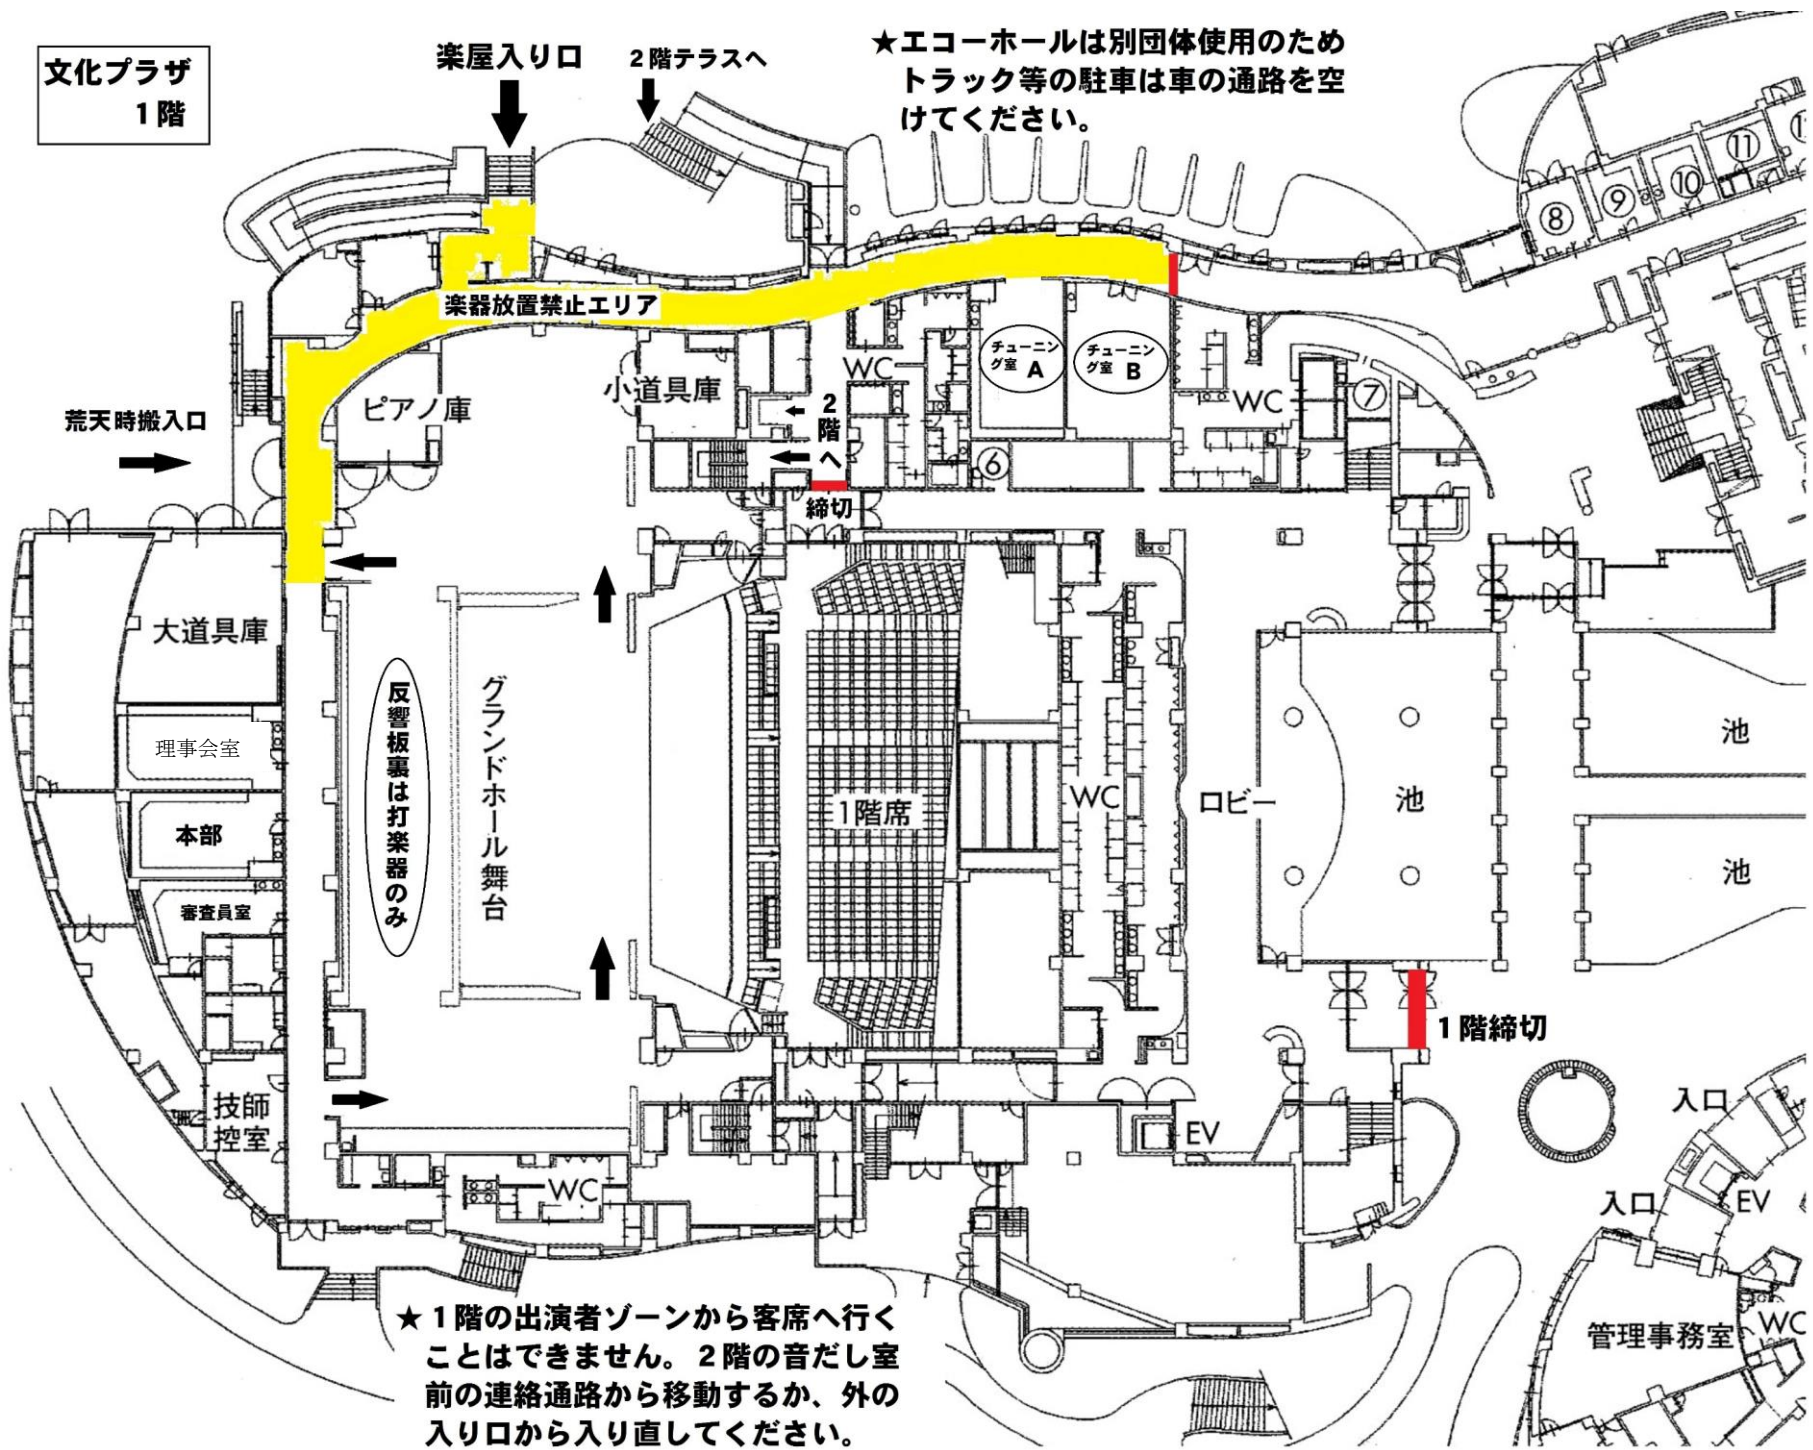 文化プラザ
1階
楽屋入り口
2階テラスへ
★エコーホールは別団体使用のため
トラック等の駐車は車の通路を空
けてください。
⑪
⑩
⑨
⑧
楽器放置禁止エリア
チューニン
グ室 A
チューニン
グ室 B
WC
小道具庫
ピアノ庫
2階へ
WC
⑦
荒天時搬入口
⑥
締切
大道具庫
反響板裏は打楽器のみ
グランドホール舞台
理事会室
本部
審査員室
1階席
WC
ロビー
池
池
池
1階締切
技師
控室
EV
WC
入口
入口
EV
管理事務室
WC
★1階の出演者ゾーンから客席へ行く
ことはできません。2階の音だし室
前の連絡通路から移動するか、外の
入り口から入り直してください。